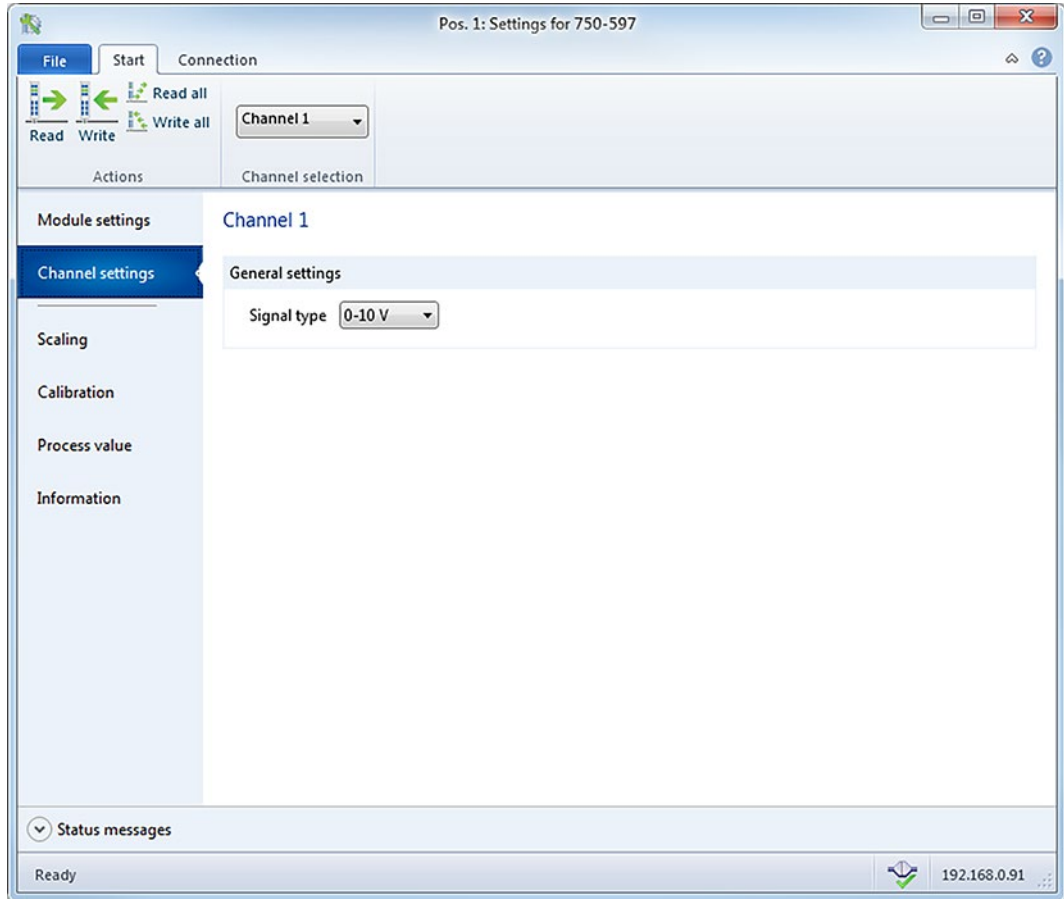 Pos. 1: Settings for 750-597
File Start Connection
Read all
Write all
Read Write
Channel 1
Actions Channel selection
Module settings
Channel settings
Scaling
Calibration
Process value
Information
Channel 1
General settings
Signal type 0-10 V
Status messages
Ready 192.168.0.91